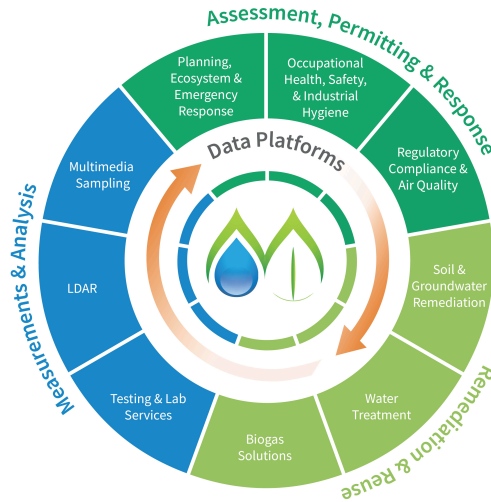 Assessment, Permitting & Response
Planning,
Ecosystem &
Emergency
Response
Occupational
Health, Safety,
& Industrial
Hygiene
Regulatory
Compliance &
Air Quality
Multimedia
Sampling
Data Platforms
Measurements & Analysis
LDAR
Soil &
Groundwater
Remediation
Testing & Lab
Services
Biogas
Solutions
Water
Treatment
Remediation & Reuse